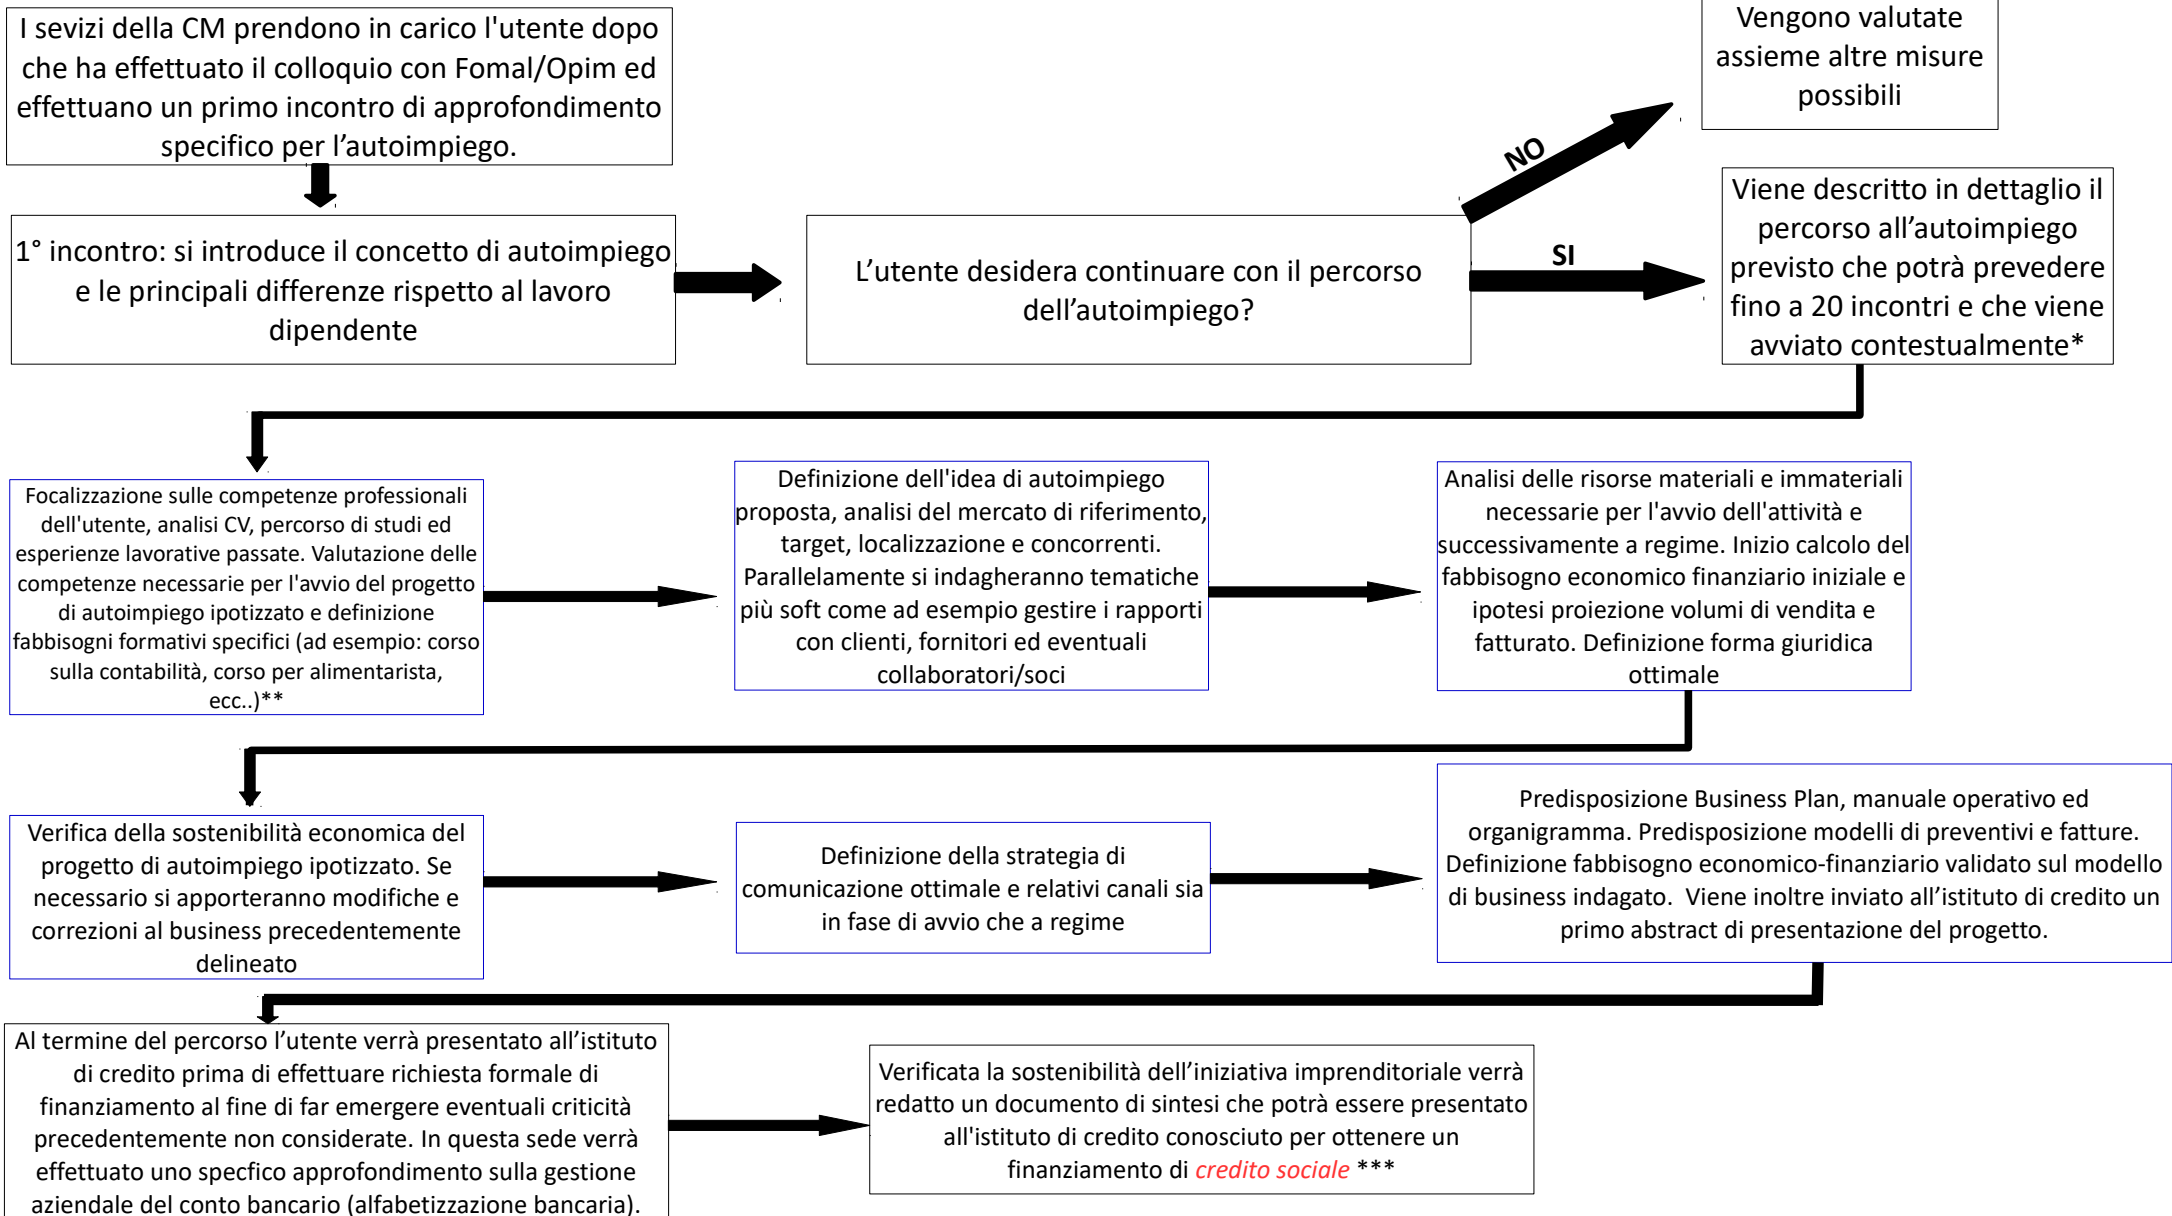 I sevizi della CM prendono in carico l'utente dopo
che ha effettuato il colloquio con Fomal/Opim ed
effettuano un primo incontro di approfondimento
specifico per l’autoimpiego.
1° incontro: si introduce il concetto di autoimpiego
e le principali differenze rispetto al lavoro
dipendente
L’utente desidera continuare con il percorso
dell’autoimpiego?
NO
Vengono valutate
assieme altre misure
possibili
SI
Viene descritto in dettaglio il
percorso all’autoimpiego
previsto che potrà prevedere
fino a 20 incontri e che viene
avviato contestualmente*
Focalizzazione sulle competenze professionali
dell'utente, analisi CV, percorso di studi ed
esperienze lavorative passate. Valutazione delle
competenze necessarie per l'avvio del progetto
di autoimpiego ipotizzato e definizione
fabbisogni formativi specifici (ad esempio: corso
sulla contabilità, corso per alimentarista,
ecc..)**
Definizione dell'idea di autoimpiego
proposta, analisi del mercato di riferimento,
target, localizzazione e concorrenti.
Parallelamente si indagheranno tematiche
più soft come ad esempio gestire i rapporti
con clienti, fornitori ed eventuali
collaboratori/soci
Analisi delle risorse materiali e immateriali
necessarie per l'avvio dell'attività e
successivamente a regime. Inizio calcolo del
fabbisogno economico finanziario iniziale e
ipotesi proiezione volumi di vendita e
fatturato. Definizione forma giuridica
ottimale
Verifica della sostenibilità economica del
progetto di autoimpiego ipotizzato. Se
necessario si apporteranno modifiche e
correzioni al business precedentemente
delineato
Definizione della strategia di
comunicazione ottimale e relativi canali sia
in fase di avvio che a regime
Predisposizione Business Plan, manuale operativo ed
organigramma. Predisposizione modelli di preventivi e fatture.
Definizione fabbisogno economico-finanziario validato sul modello
di business indagato. Viene inoltre inviato all’istituto di credito un
primo abstract di presentazione del progetto.
Al termine del percorso l’utente verrà presentato all’istituto
di credito prima di effettuare richiesta formale di
finanziamento al fine di far emergere eventuali criticità
precedentemente non considerate. In questa sede verrà
effettuato uno specfico approfondimento sulla gestione
aziendale del conto bancario (alfabetizzazione bancaria).
Verificata la sostenibilità dell’iniziativa imprenditoriale verrà
redatto un documento di sintesi che potrà essere presentato
all'istituto di credito conosciuto per ottenere un
finanziamento di credito sociale ***